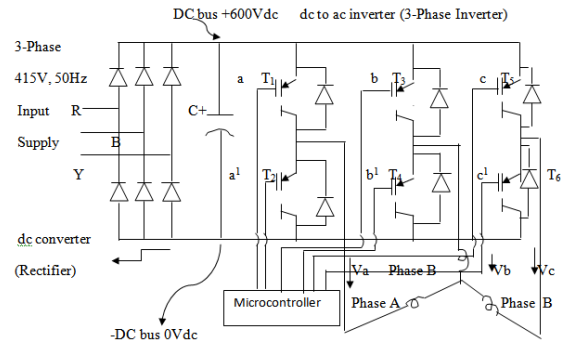 DC bus +600Vdc dc to ac inverter (3-Phase Inverter)
3-Phase
415V, 50Hz
a T1 b T3 c T5
Input R C+
Supply B
Y a1 T2 b1 T4 c1 T6
dc converter
(Rectifier)
Va Phase B Vb Vc
Microcontroller Phase A Phase B
-DC bus 0Vdc